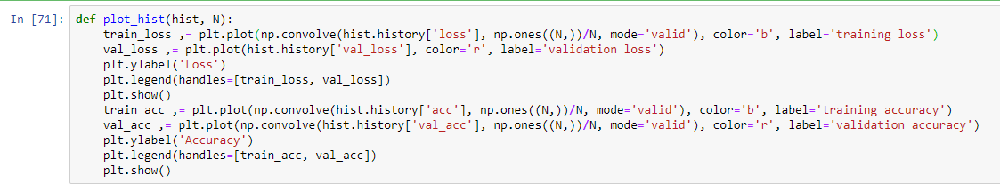 In [71]: def plot_hist(hist, N):
    train_loss ,= plt.plot(np.convolve(hist.history['loss'], np.ones((N,))/N, mode='valid'), color='b', label='training loss')
    val_loss ,= plt.plot(hist.history['val_loss'], color='r', label='validation loss')
    plt.ylabel('Loss')
    plt.legend(handles=[train_loss, val_loss])
    plt.show()
    train_acc ,= plt.plot(np.convolve(hist.history['acc'], np.ones((N,))/N, mode='valid'), color='b', label='training accuracy')
    val_acc ,= plt.plot(np.convolve(hist.history['val_acc'], np.ones((N,))/N, mode='valid'), color='r', label='validation accuracy')
    plt.ylabel('Accuracy')
    plt.legend(handles=[train_acc, val_acc])
    plt.show()